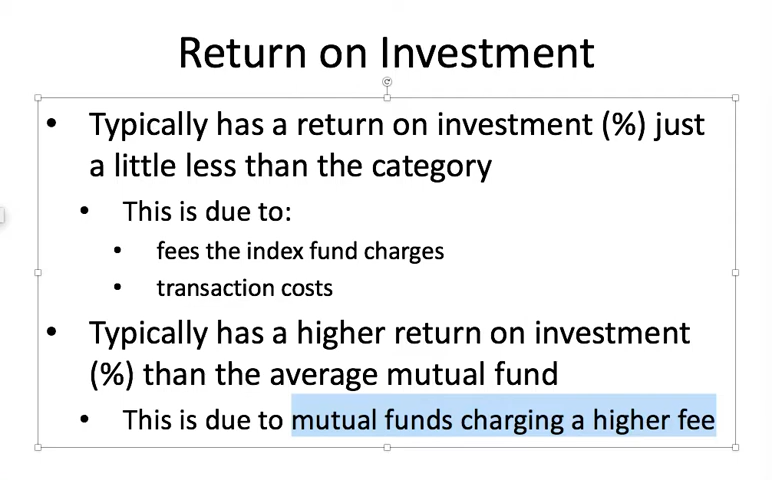 Return on Investment
• Typically has a return on investment (%) just
a little less than the category
• This is due to:
• fees the index fund charges
• transaction costs
• Typically has a higher return on investment
(%) than the average mutual fund
• This is due to mutual funds charging a higher fee